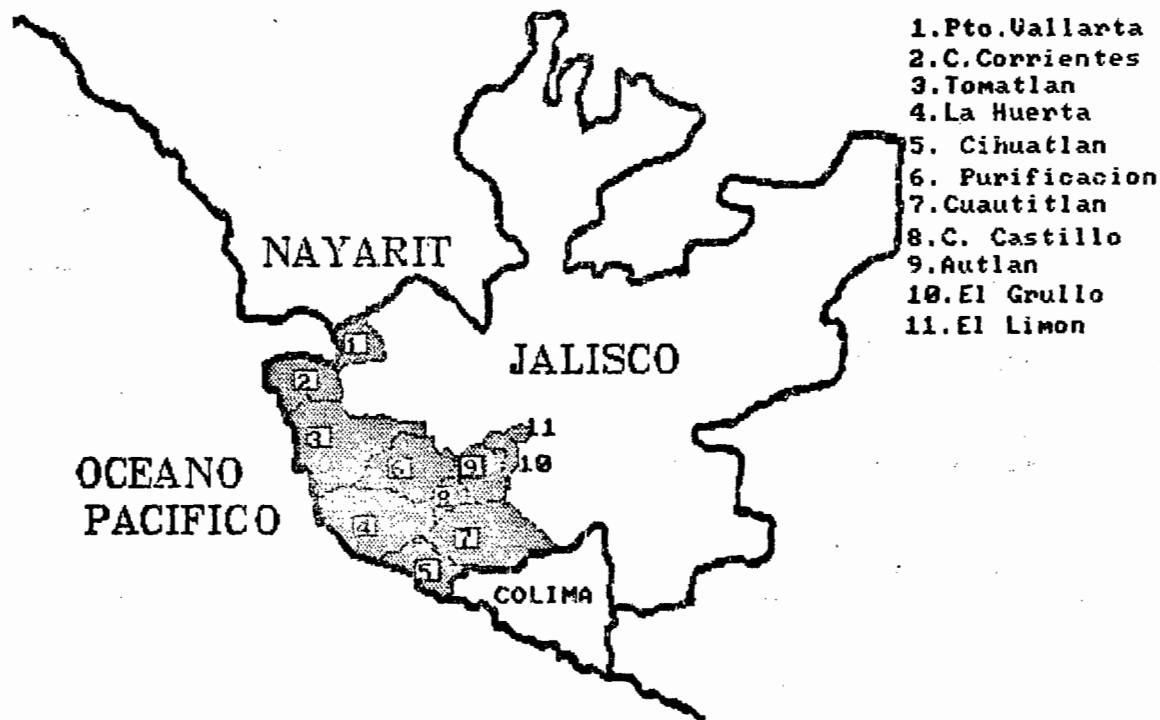 1.Pto.Vallarta
2.C.Corrientes
3.Tomatlan
4.La Huerta
5. Cihuatlan
6. Purificacion
7.Cuautitlan
8.C. Castillo
9.Autlan
10.El Grullo
11.El Limon
NAYARIT
JALISCO
OCEANO
PACIFICO
COLIMA
1
2
3
11
6
9
10
8
4
7
5